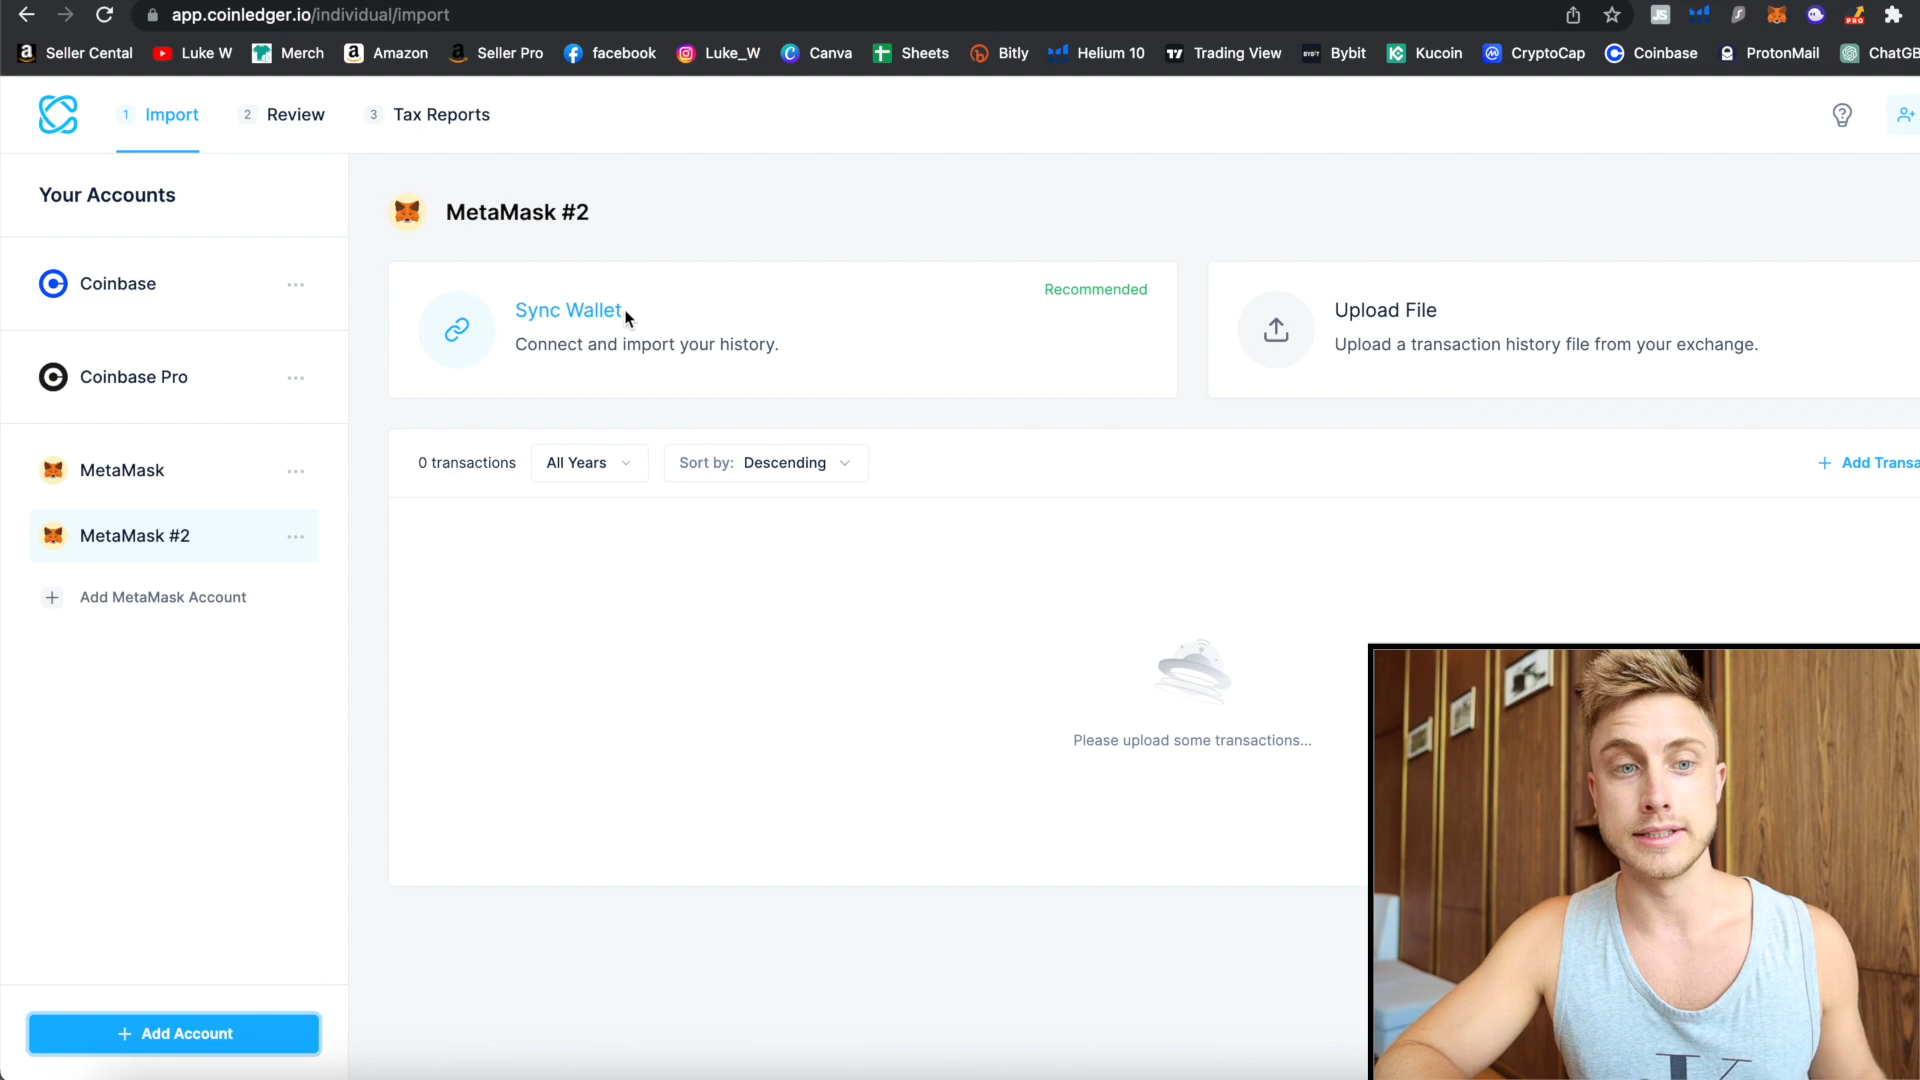 app.coinledger.io/individual/import
Seller Cental Luke W Merch Amazon Seller Pro facebook Luke_W Canva Sheets Bitly Helium 10 Trading View Bybit Kucoin CryptoCap Coinbase ProtonMail ChatGB
1 Import 2 Review 3 Tax Reports
Your Accounts
Coinbase
Coinbase Pro
MetaMask
MetaMask #2
Add MetaMask Account
+ Add Account
MetaMask #2
Recommended
Sync Wallet
Connect and import your history.
Upload File
Upload a transaction history file from your exchange.
0 transactions All Years Sort by: Descending + Add Transa
Please upload some transactions...